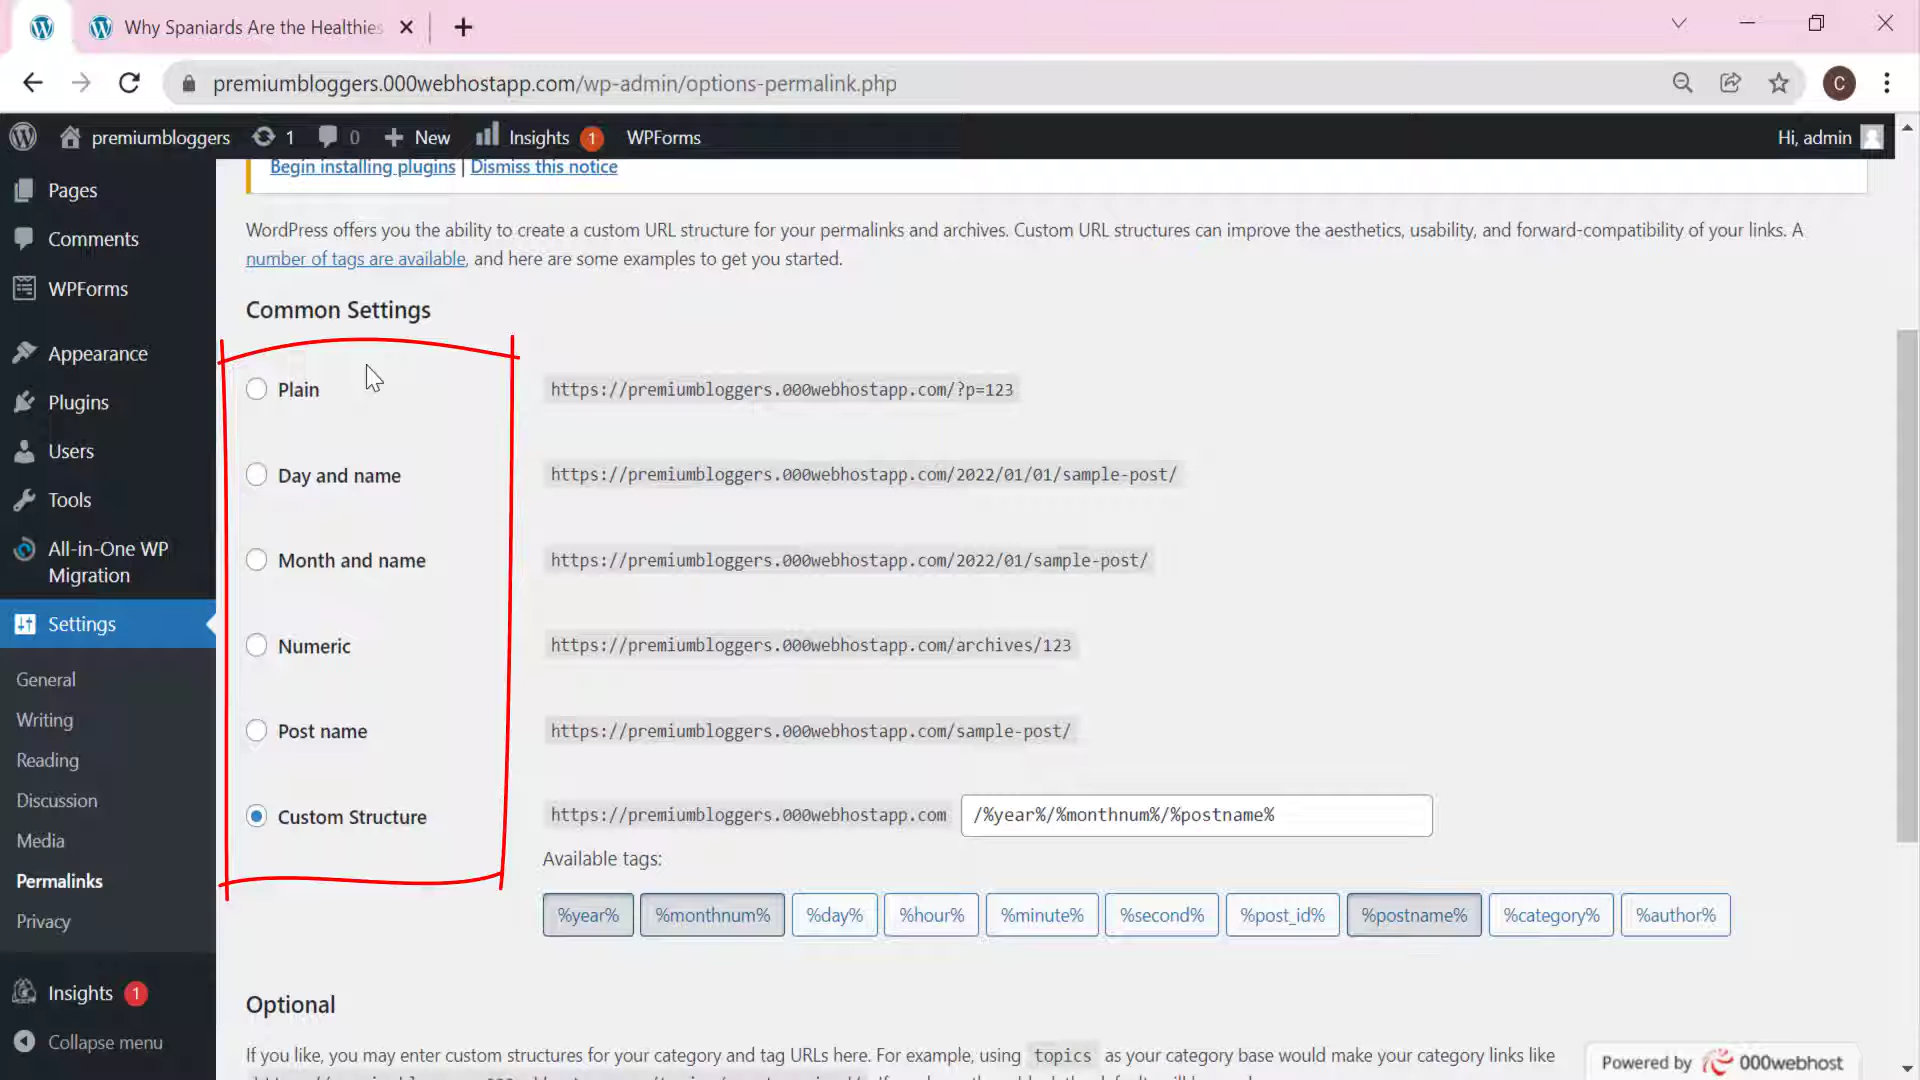 Why Spaniards Are the Healthies
premiumbloggers.000webhostapp.com/wp-admin/options-permalink.php
C
premiumbloggers 1 0 New Insights 1 WPForms Hi, admin
Begin installing plugins | Dismiss this notice
Pages
Comments
WPForms
Appearance
Plugins
Users
Tools
All-in-One WP
Migration
Settings
General
Writing
Reading
Discussion
Media
Permalinks
Privacy
Insights 1
Collapse menu
WordPress offers you the ability to create a custom URL structure for your permalinks and archives. Custom URL structures can improve the aesthetics, usability, and forward-compatibility of your links. A
number of tags are available, and here are some examples to get you started.
Common Settings
Plain https://premiumbloggers.000webhostapp.com/?p=123
Day and name https://premiumbloggers.000webhostapp.com/2022/01/01/sample-post/
Month and name https://premiumbloggers.000webhostapp.com/2022/01/sample-post/
Numeric https://premiumbloggers.000webhostapp.com/archives/123
Post name https://premiumbloggers.000webhostapp.com/sample-post/
Custom Structure https://premiumbloggers.000webhostapp.com /%year%/%monthnum%/%postname%
Available tags:
%year% %monthnum% %day% %hour% %minute% %second% %post_id% %postname% %category% %author%
Optional
If you like, you may enter custom structures for your category and tag URLs here. For example, using topics as your category base would make your category links like
Powered by 000webhost